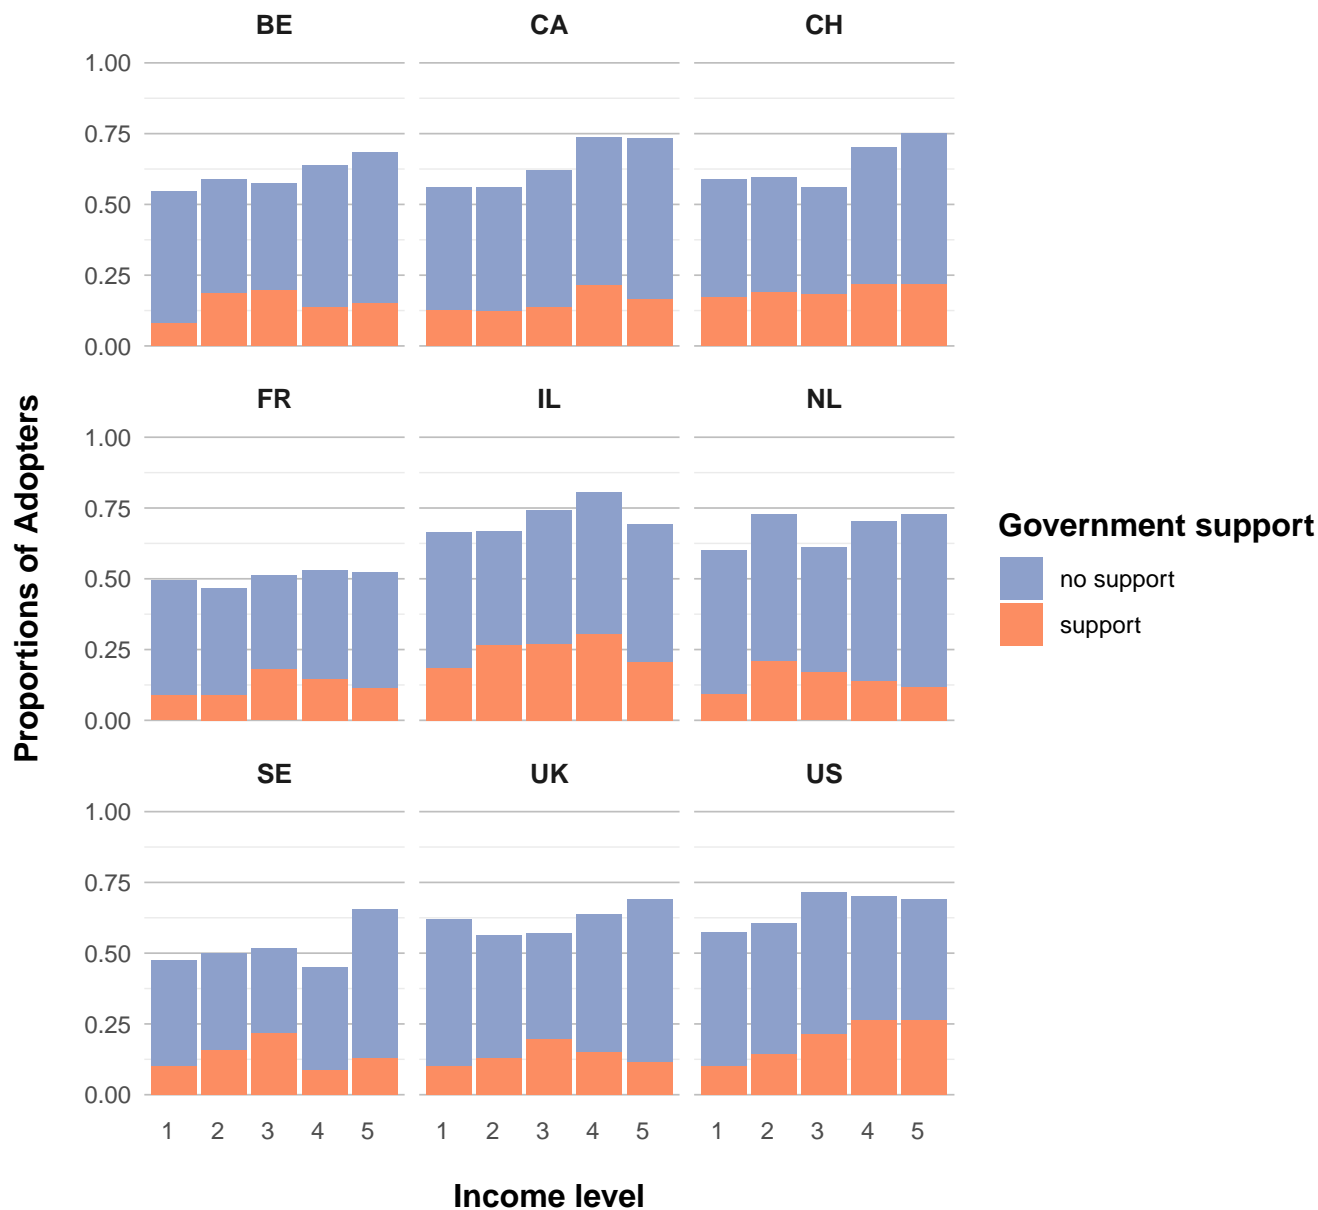 BE CA CH
1.00
0.75
0.50
0.25
0.00
FR IL NL
1.00
0.75
0.50
0.25
0.00
SE UK US
1.00
0.75
0.50
0.25
0.00
1 2 3 4 5 1 2 3 4 5 1 2 3 4 5
Income level
Proportions of Adopters
Government support
no support
support